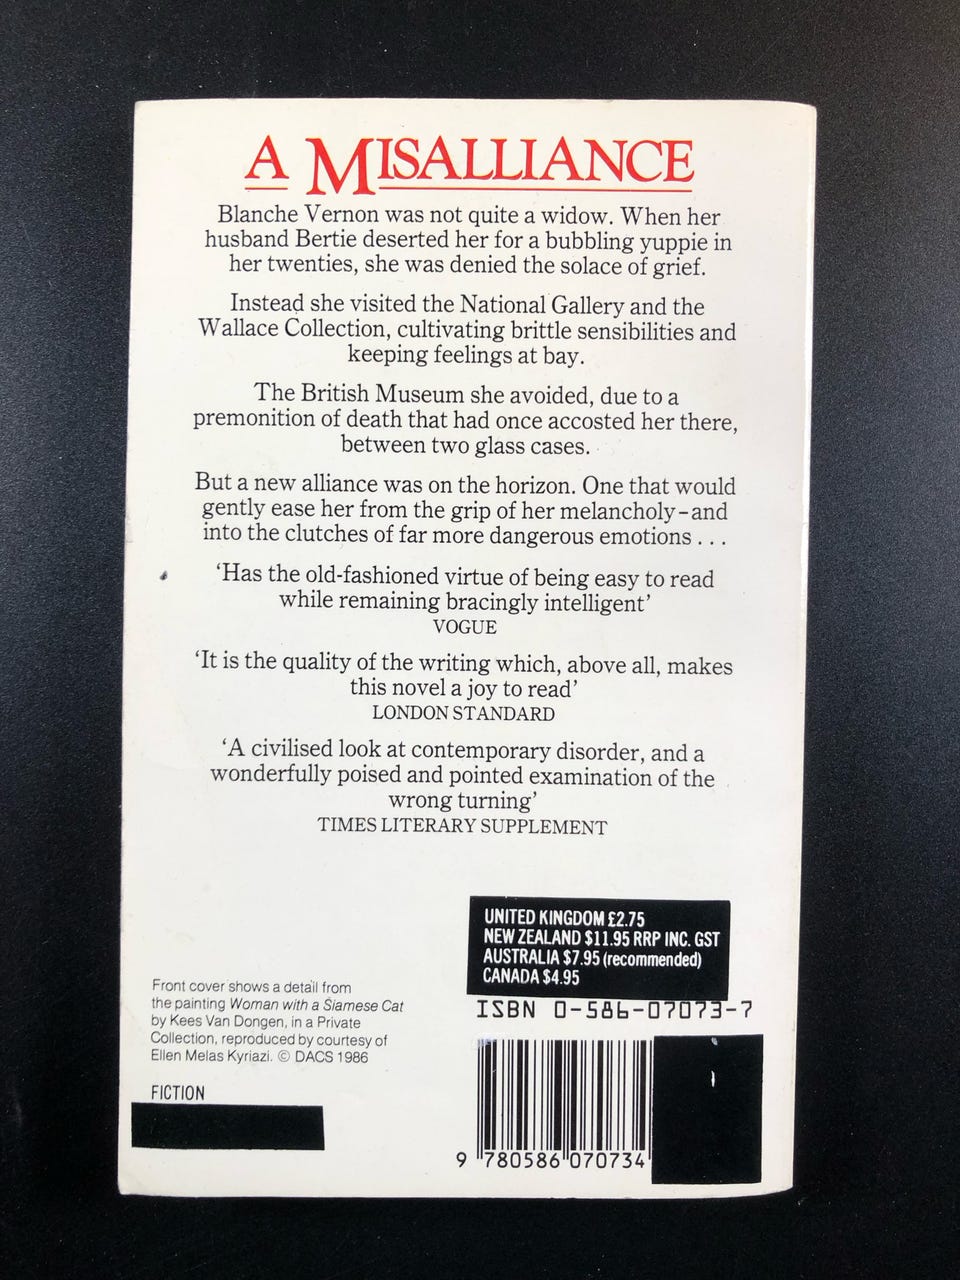 A MISALLIANCE
Blanche Vernon was not quite a widow. When her
husband Bertie deserted her for a bubbling yuppie in
her twenties, she was denied the solace of grief.
Instead she visited the National Gallery and the
Wallace Collection, cultivating brittle sensibilities and
keeping feelings at bay.
The British Museum she avoided, due to a
premonition of death that had once accosted her there,
between two glass cases.
But a new alliance was on the horizon. One that would
gently ease her from the grip of her melancholy–and
into the clutches of far more dangerous emotions . . .
‘Has the old-fashioned virtue of being easy to read
while remaining bracingly intelligent’
VOGUE
‘It is the quality of the writing which, above all, makes
this novel a joy to read’
LONDON STANDARD
‘A civilised look at contemporary disorder, and a
wonderfully poised and pointed examination of the
wrong turning’
TIMES LITERARY SUPPLEMENT
UNITED KINGDOM £2.75
NEW ZEALAND $11.95 RRP INC. GST
AUSTRALIA $7.95 (recommended)
CANADA $4.95
ISBN 0-586-07073-7
9 780586 070734
Front cover shows a detail from
the painting Woman with a Siamese Cat
by Kees Van Dongen, in a Private
Collection, reproduced by courtesy of
Ellen Melas Kyriazi. © DACS 1986
FICTION